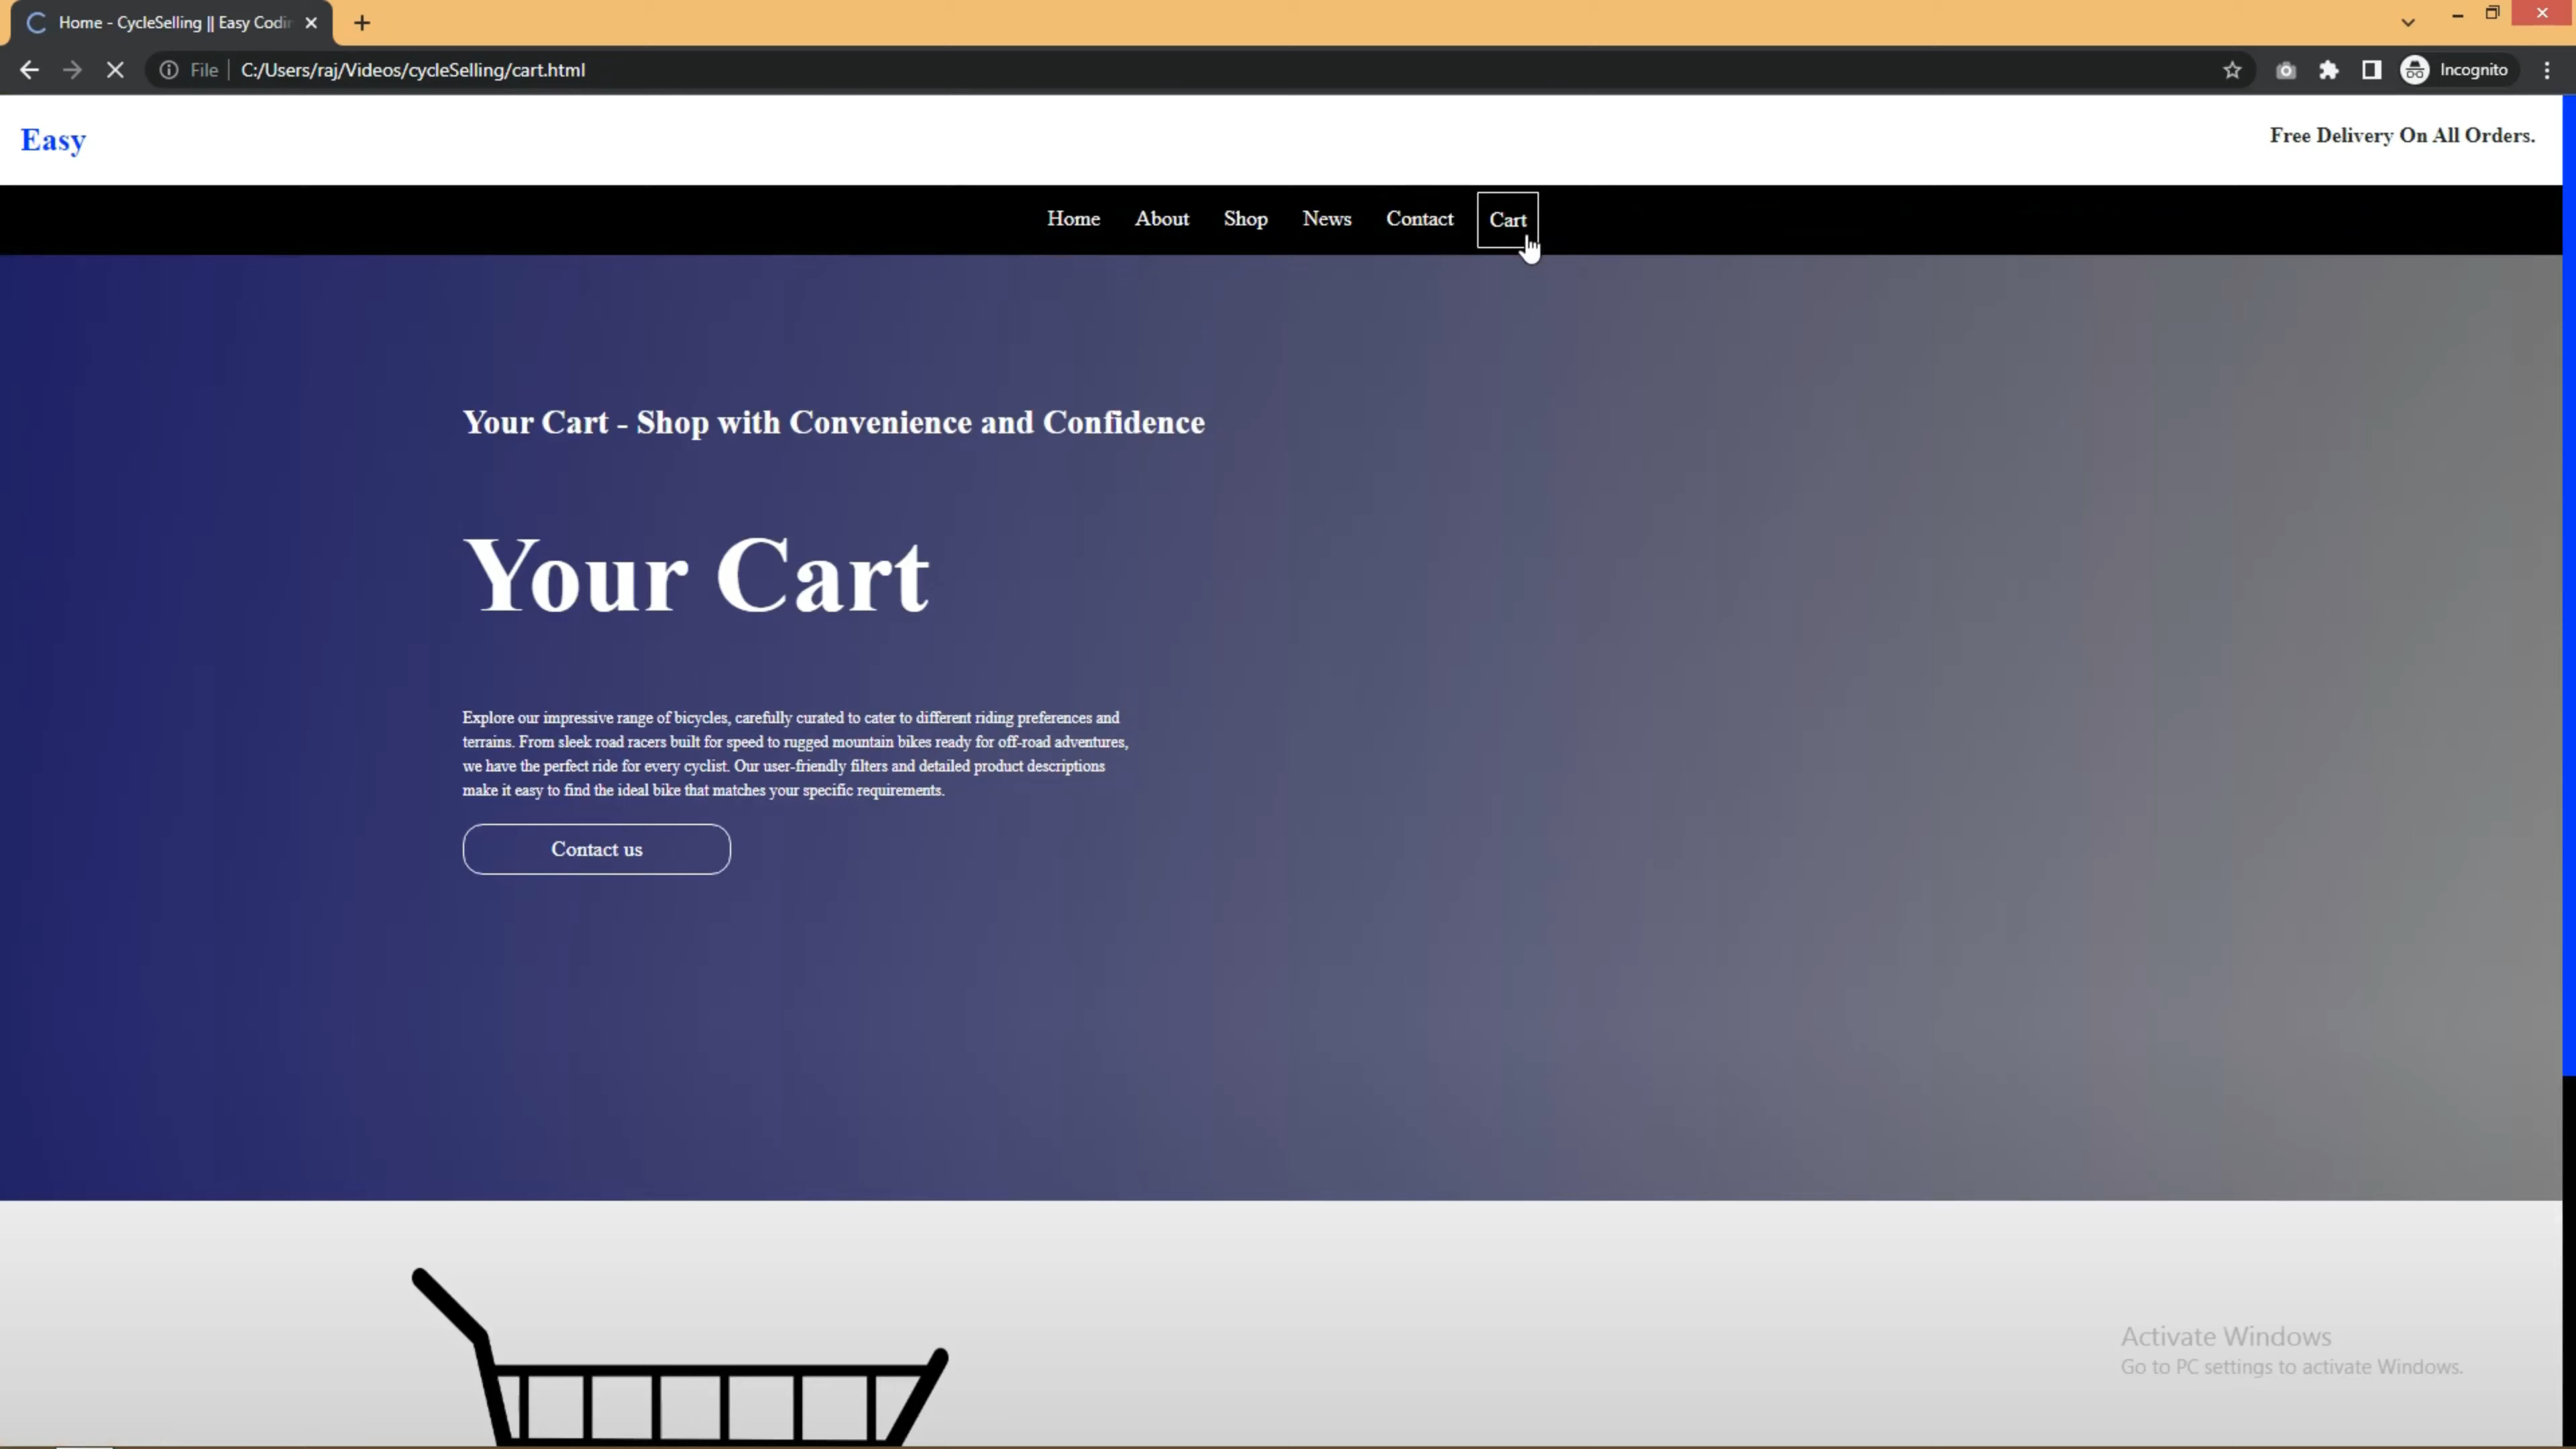 Home - CycleSelling || Easy Codin
File
C:/Users/raj/Videos/cycleSelling/cart.html
Incognito
Easy
Free Delivery On All Orders.
Home
About
Shop
News
Contact
Cart
Your Cart - Shop with Convenience and Confidence
Your Cart
Explore our impressive range of bicycles, carefully curated to cater to different riding preferences and
terrains. From sleek road racers built for speed to rugged mountain bikes ready for off-road adventures,
we have the perfect ride for every cyclist. Our user-friendly filters and detailed product descriptions
make it easy to find the ideal bike that matches your specific requirements.
Contact us
Activate Windows
Go to PC settings to activate Windows.